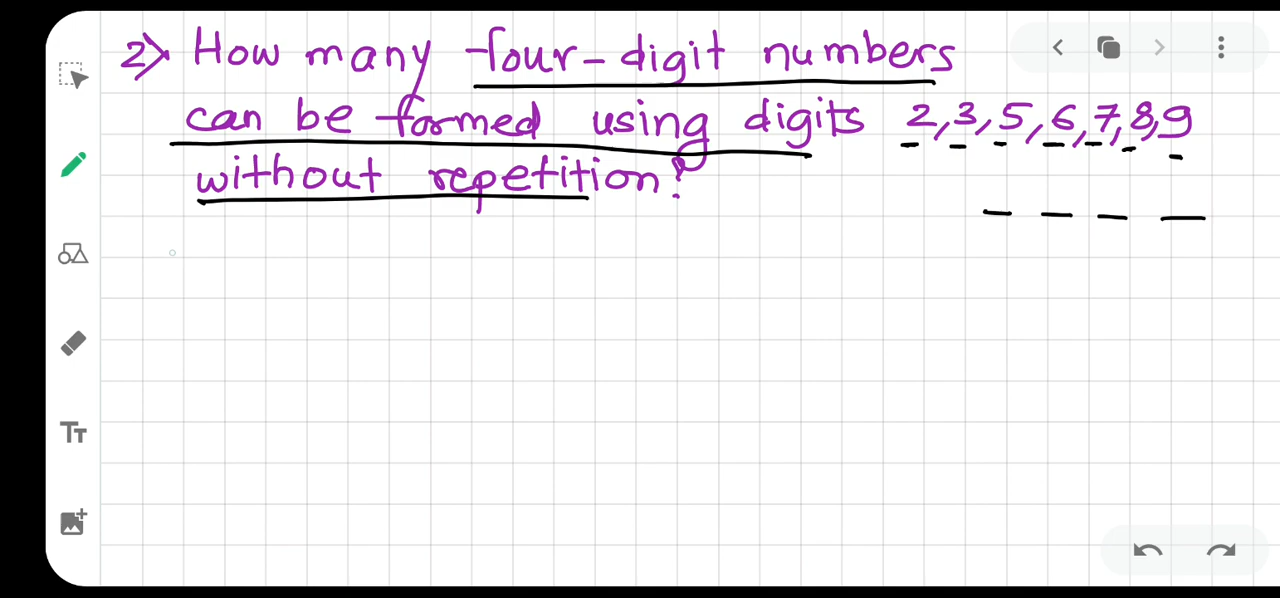 2> How many four-digit numbers
can be formed using digits 2,3,5,6,7,8,9
without repetition?
TT